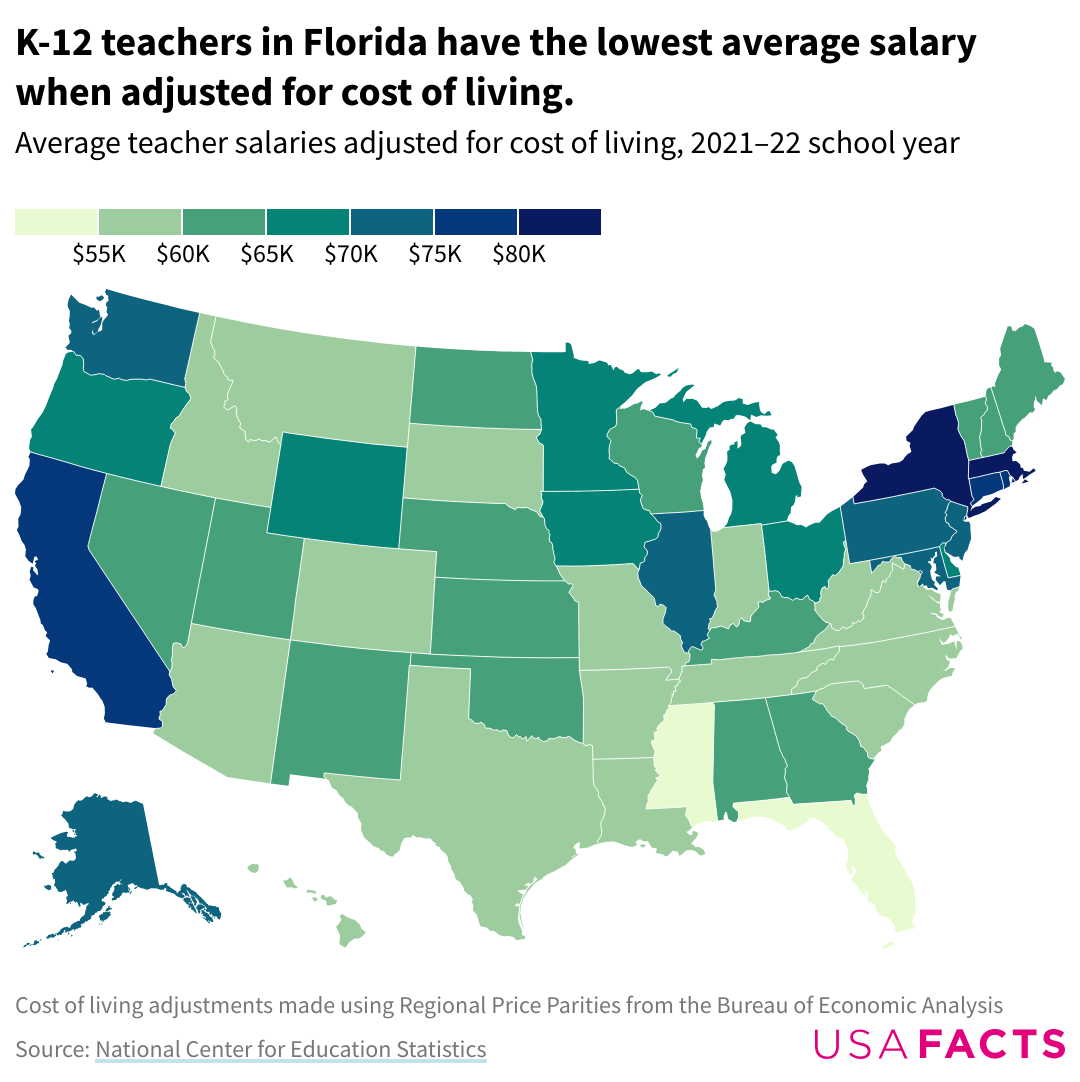 K-12 teachers in Florida have the lowest average salary
when adjusted for cost of living.
Average teacher salaries adjusted for cost of living, 2021–22 school year
$55K $60K $65K $70K $75K $80K
Cost of living adjustments made using Regional Price Parities from the Bureau of Economic Analysis
Source: National Center for Education Statistics
USAFACTS